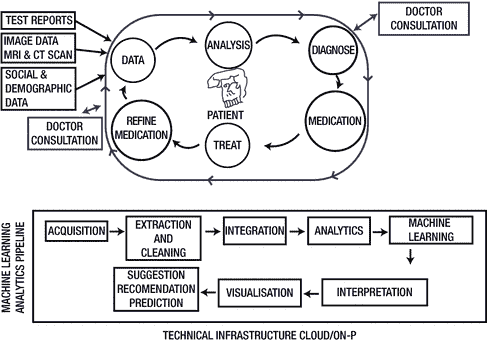 TEST REPORTS
IMAGE DATA
MRI & CT SCAN
SOCIAL &
DEMOGRAPHIC
DATA
DOCTOR
CONSULTATION
DATA
ANALYSIS
DIAGNOSE
DOCTOR
CONSULTATION
PATIENT
REFINE
MEDICATION
TREAT
MEDICATION
MACHINE LEARNING
ANALYTICS PIPELINE
ACQUISITION
EXTRACTION
AND
CLEANING
INTEGRATION
ANALYTICS
MACHINE
LEARNING
SUGGESTION
RECOMENDATION
PREDICTION
VISUALISATION
INTERPRETATION
TECHNICAL INFRASTRUCTURE CLOUD/ON-P